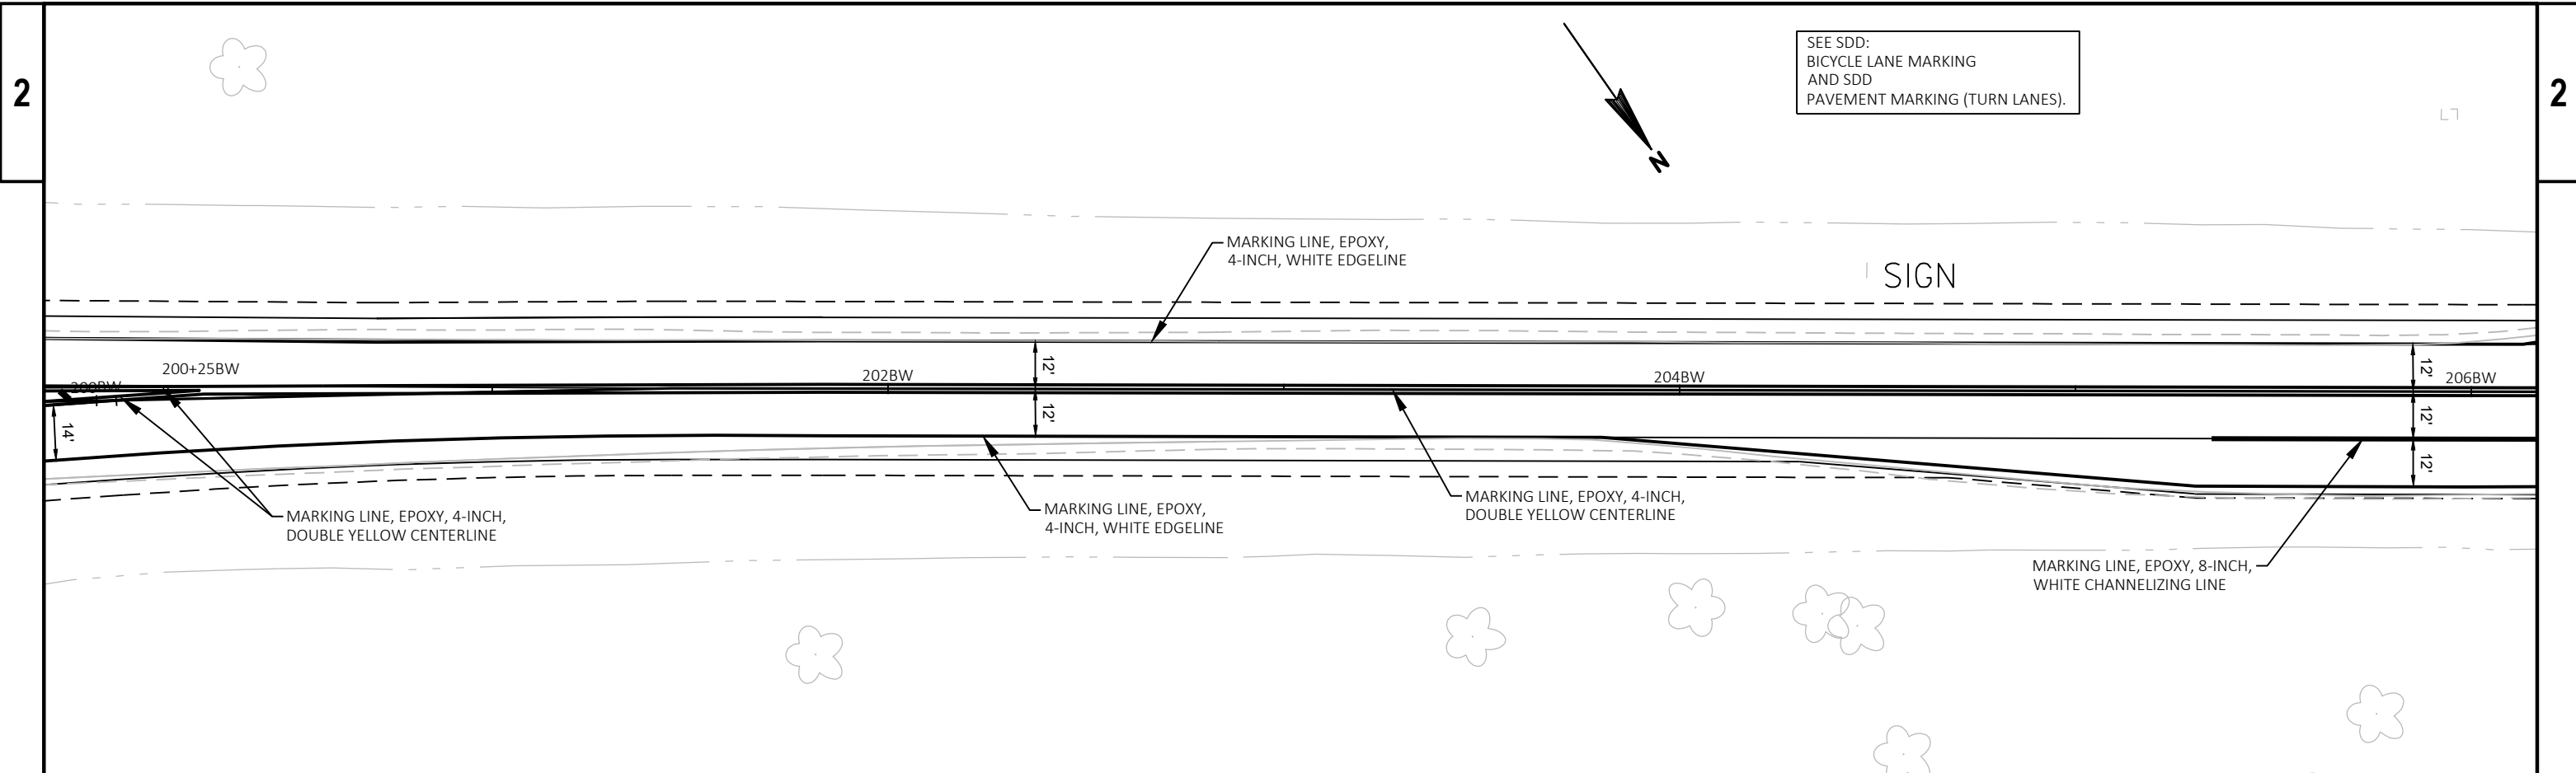 2
2
SEE SDD:
BICYCLE LANE MARKING
AND SDD
PAVEMENT MARKING (TURN LANES).
N
MARKING LINE, EPOXY,
4-INCH, WHITE EDGELINE
SIGN
200BW
200+25BW
202BW
204BW
206BW
12'
12'
12'
12'
12'
14'
MARKING LINE, EPOXY, 4-INCH,
DOUBLE YELLOW CENTERLINE
MARKING LINE, EPOXY,
4-INCH, WHITE EDGELINE
MARKING LINE, EPOXY, 4-INCH,
DOUBLE YELLOW CENTERLINE
MARKING LINE, EPOXY, 8-INCH,
WHITE CHANNELIZING LINE